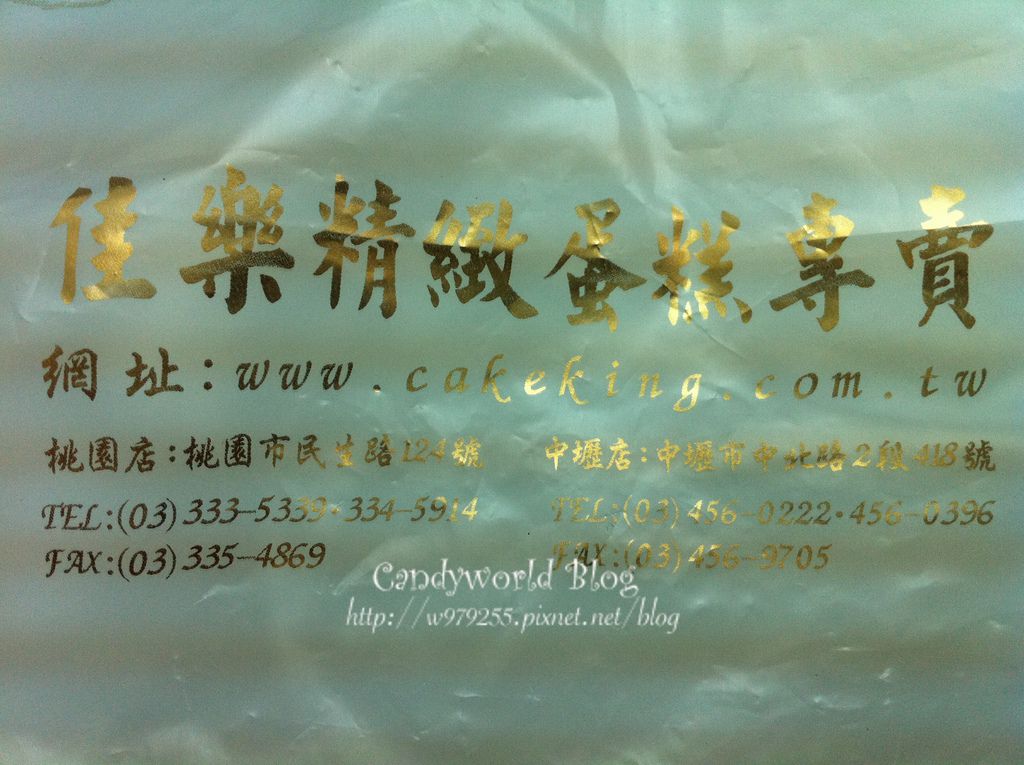 佳樂精緻蛋糕專賣
網址：www.cakeking.com.tw
桃園店：桃園市民生路124號
中壢店：中壢市中北路2段418號
TEL:(03)333-5339·334-5914
TEL:(03)456-0222·456-0396
FAX:(03)335-4869
FAX:(03)456-9705
Candyworld Blog
http://w979255.pixnet.net/blog